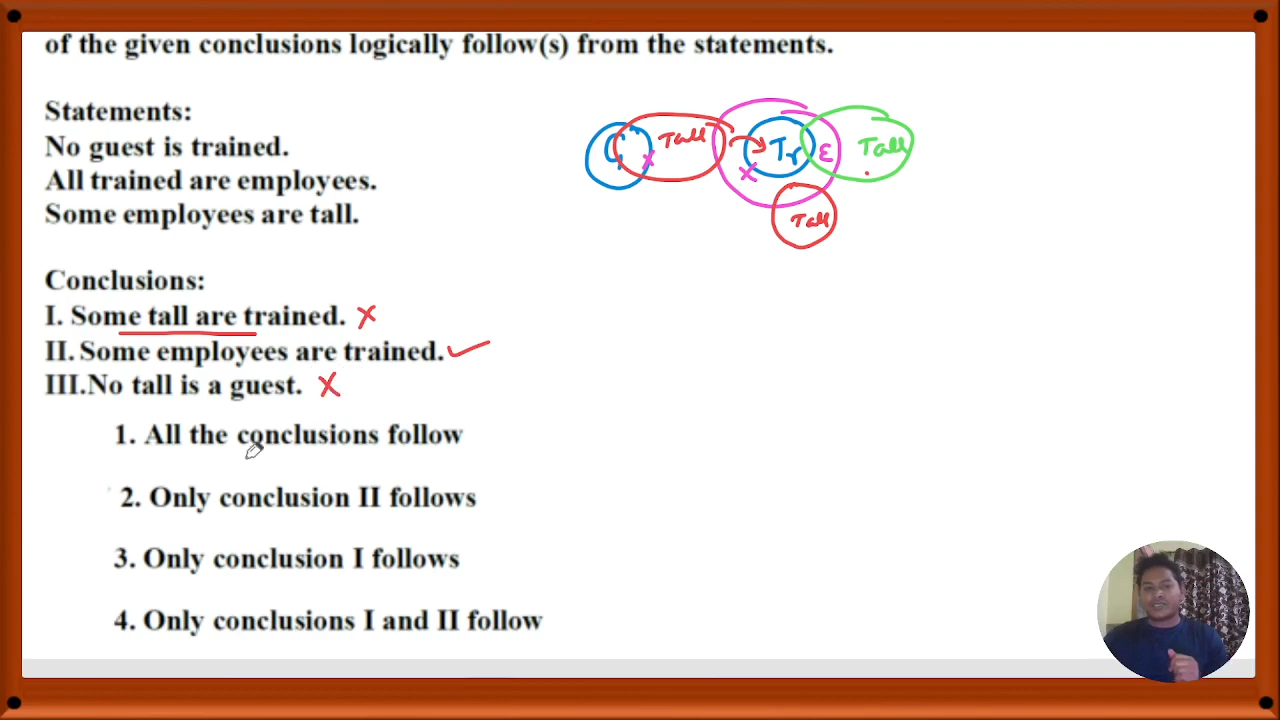 of the given conclusions logically follow(s) from the statements.
Statements:
No guest is trained.
All trained are employees.
Some employees are tall.
G Tall Tr E Tall
Tall
Conclusions:
I. Some tall are trained.
II. Some employees are trained.
III.No tall is a guest.
1. All the conclusions follow
2. Only conclusion II follows
3. Only conclusion I follows
4. Only conclusions I and II follow